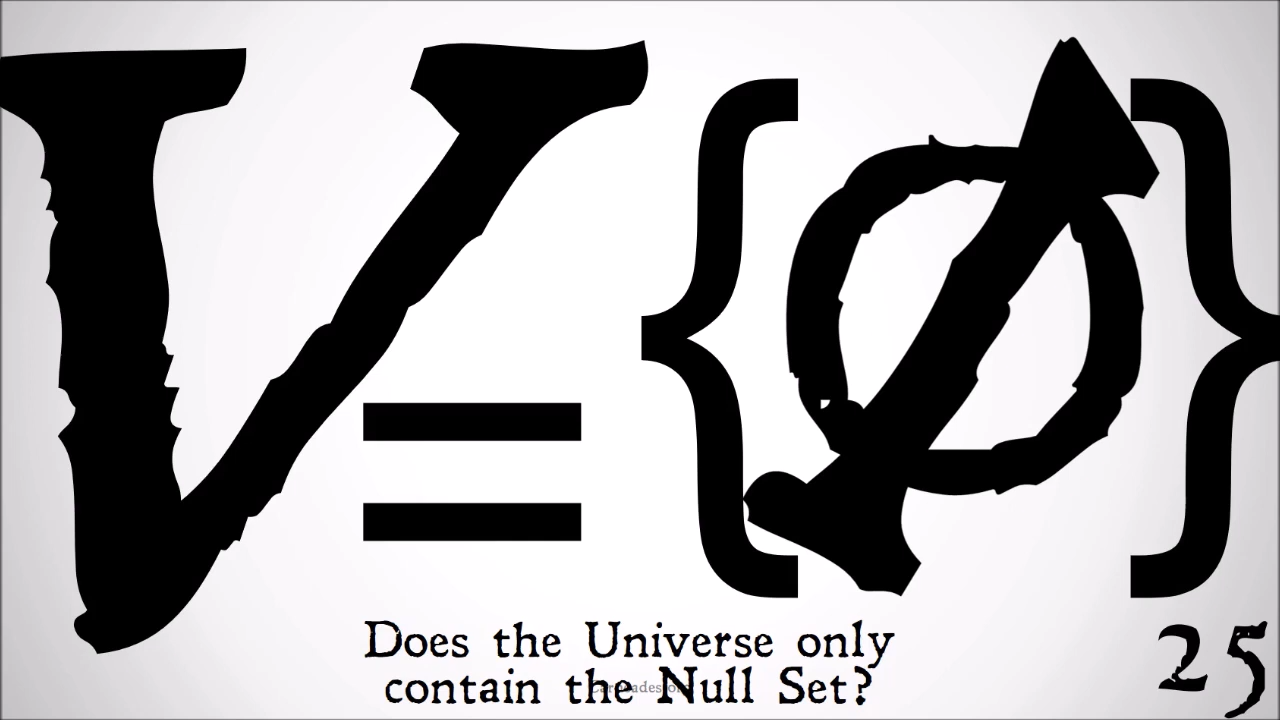 V = {Ø}
Does the Universe only
contain the Null Set?
25